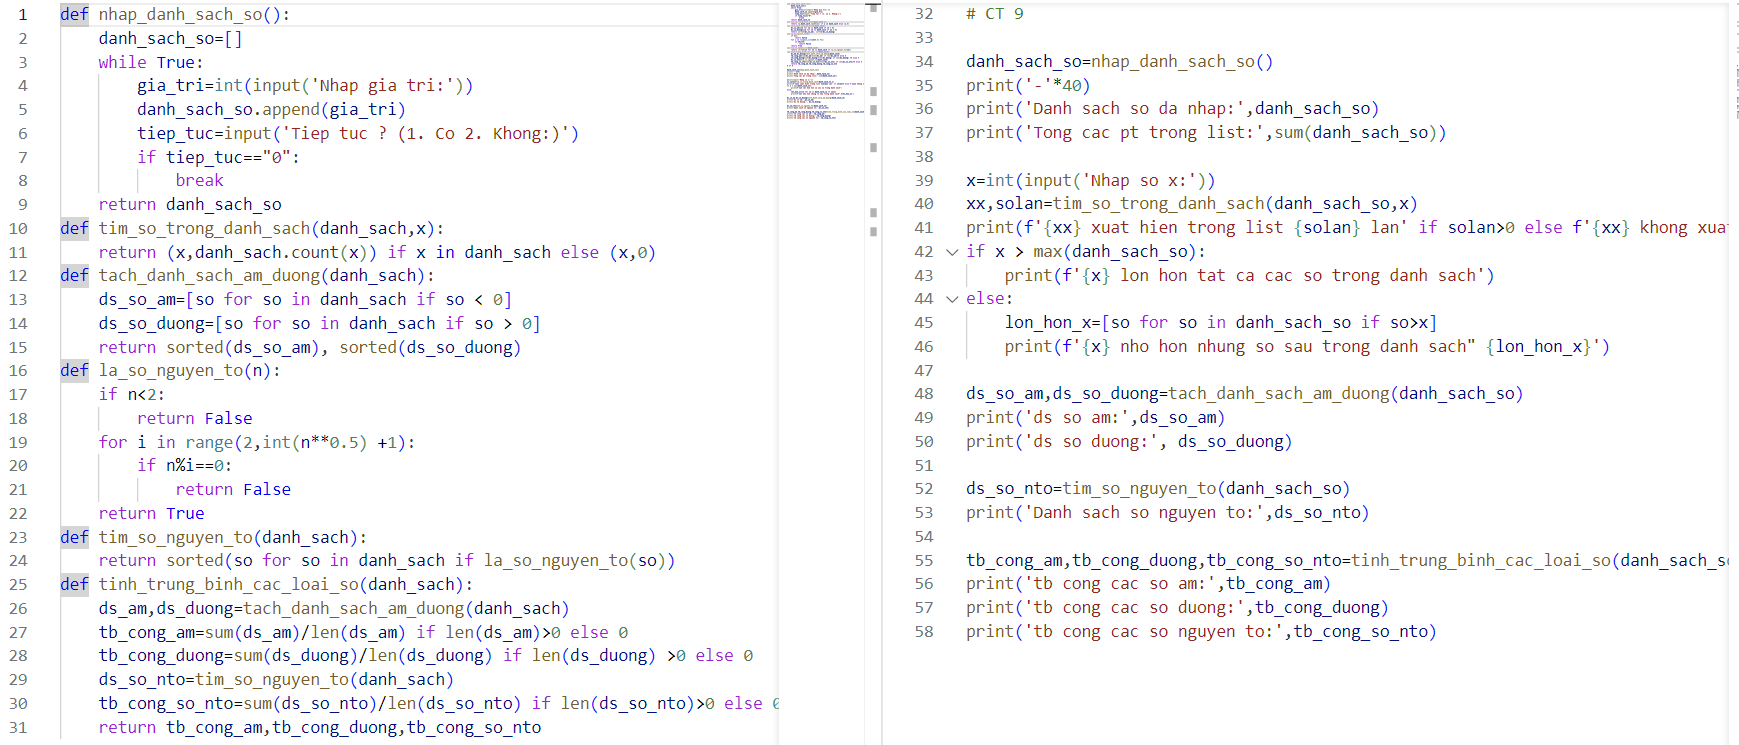 1 def nhap_danh_sach_so():
2 danh_sach_so=[]
3 while True:
4 gia_tri=int(input('Nhap gia tri:'))
5 danh_sach_so.append(gia_tri)
6 tiep_tuc=input('Tiep tuc ? (1. Co 2. Khong:)')
7 if tiep_tuc=="0":
8 break
9 return danh_sach_so
10 def tim_so_trong_danh_sach(danh_sach,x):
11 return (x,danh_sach.count(x)) if x in danh_sach else (x,0)
12 def tach_danh_sach_am_duong(danh_sach):
13 ds_so_am=[so for so in danh_sach if so < 0]
14 ds_so_duong=[so for so in danh_sach if so > 0]
15 return sorted(ds_so_am), sorted(ds_so_duong)
16 def la_so_nguyen_to(n):
17 if n<2:
18 return False
19 for i in range(2,int(n**0.5) +1):
20 if n%i==0:
21 return False
22 return True
23 def tim_so_nguyen_to(danh_sach):
24 return sorted(so for so in danh_sach if la_so_nguyen_to(so))
25 def tinh_trung_binh_cac_loai_so(danh_sach):
26 ds_am,ds_duong=tach_danh_sach_am_duong(danh_sach)
27 tb_cong_am=sum(ds_am)/len(ds_am) if len(ds_am)>0 else 0
28 tb_cong_duong=sum(ds_duong)/len(ds_duong) if len(ds_duong) >0 else 0
29 ds_so_nto=tim_so_nguyen_to(danh_sach)
30 tb_cong_so_nto=sum(ds_so_nto)/len(ds_so_nto) if len(ds_so_nto)>0 else 0
31 return tb_cong_am,tb_cong_duong,tb_cong_so_nto
32 # CT 9
33
34 danh_sach_so=nhap_danh_sach_so()
35 print('-'*40)
36 print('Danh sach so da nhap:',danh_sach_so)
37 print('Tong cac pt trong list:',sum(danh_sach_so))
38
39 x=int(input('Nhap so x:'))
40 xx,solan=tim_so_trong_danh_sach(danh_sach_so,x)
41 print(f'{xx} xuat hien trong list {solan} lan' if solan>0 else f'{xx} khong xua
42 if x > max(danh_sach_so):
43 print(f'{x} lon hon tat ca cac so trong danh sach')
44 else:
45 lon_hon_x=[so for so in danh_sach_so if so>x]
46 print(f'{x} nho hon nhung so sau trong danh sach" {lon_hon_x}')
47
48 ds_so_am,ds_so_duong=tach_danh_sach_am_duong(danh_sach_so)
49 print('ds so am:',ds_so_am)
50 print('ds so duong:', ds_so_duong)
51
52 ds_so_nto=tim_so_nguyen_to(danh_sach_so)
53 print('Danh sach so nguyen to:',ds_so_nto)
54
55 tb_cong_am,tb_cong_duong,tb_cong_so_nto=tinh_trung_binh_cac_loai_so(danh_sach_s
56 print('tb cong cac so am:',tb_cong_am)
57 print('tb cong cac so duong:',tb_cong_duong)
58 print('tb cong cac so nguyen to:',tb_cong_so_nto)